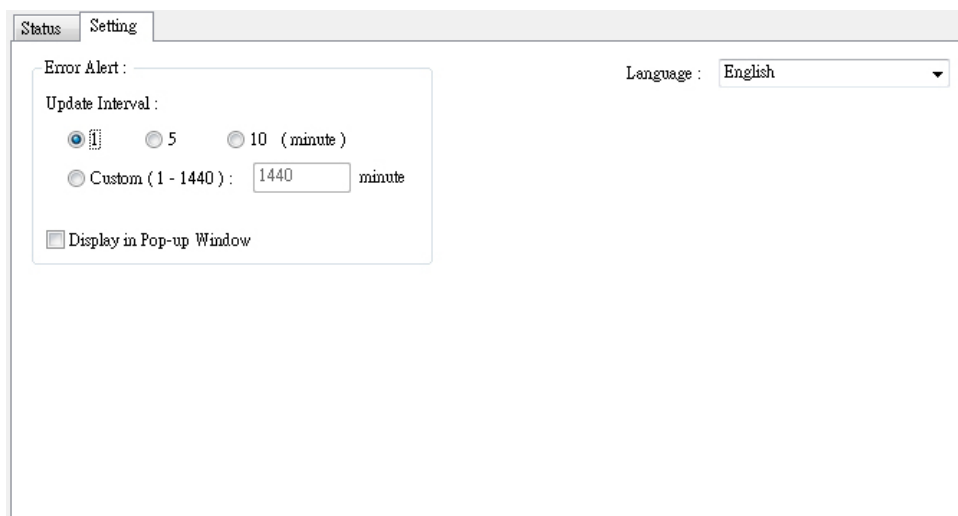 Status Setting
Error Alert :
Language : English
Update Interval :
1 5 10 ( minute )
Custom ( 1 - 1440 ) : 1440 minute
Display in Pop-up Window